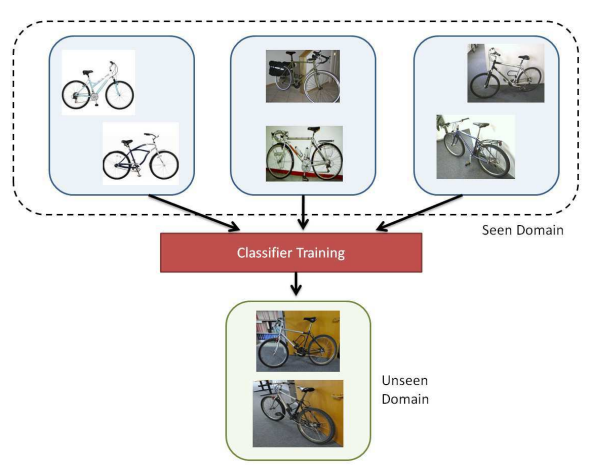 Seen Domain
Classifier Training
Unseen
Domain